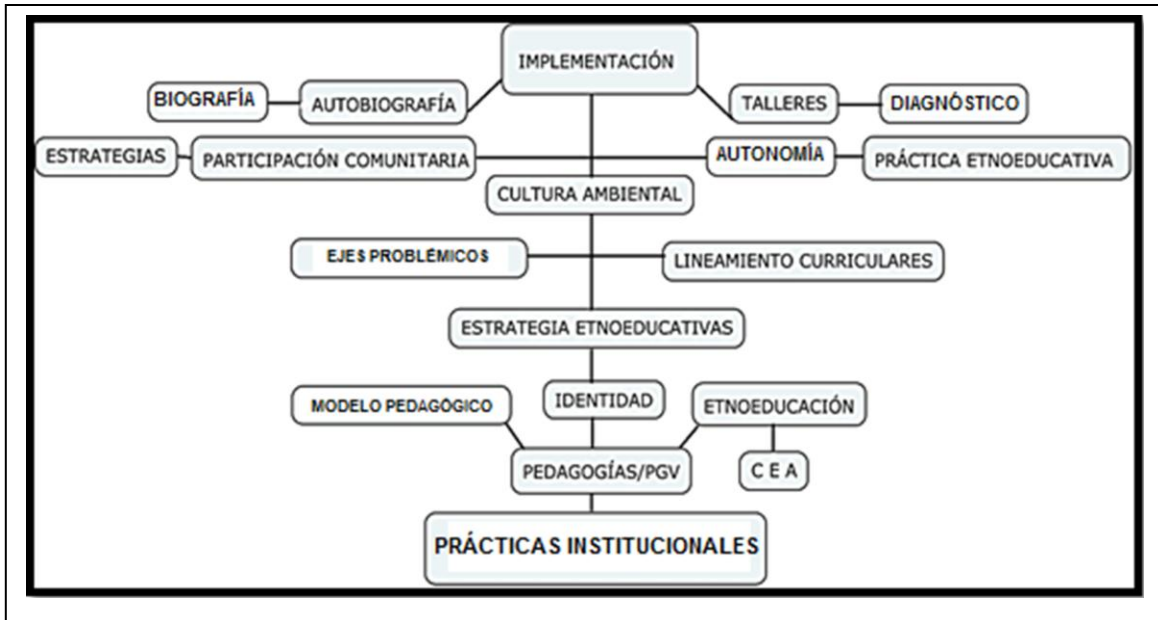 IMPLEMENTACIÓN
BIOGRAFÍA
AUTOBIOGRAFÍA
TALLERES
DIAGNÓSTICO
ESTRATEGIAS
PARTICIPACIÓN COMUNITARIA
AUTONOMÍA
PRÁCTICA ETNOEDUCATIVA
CULTURA AMBIENTAL
EJES PROBLÉMICOS
LINEAMIENTO CURRICULARES
ESTRATEGIA ETNOEDUCATIVAS
MODELO PEDAGÓGICO
IDENTIDAD
ETNOEDUCACIÓN
PEDAGOGÍAS/PGV
C E A
PRÁCTICAS INSTITUCIONALES